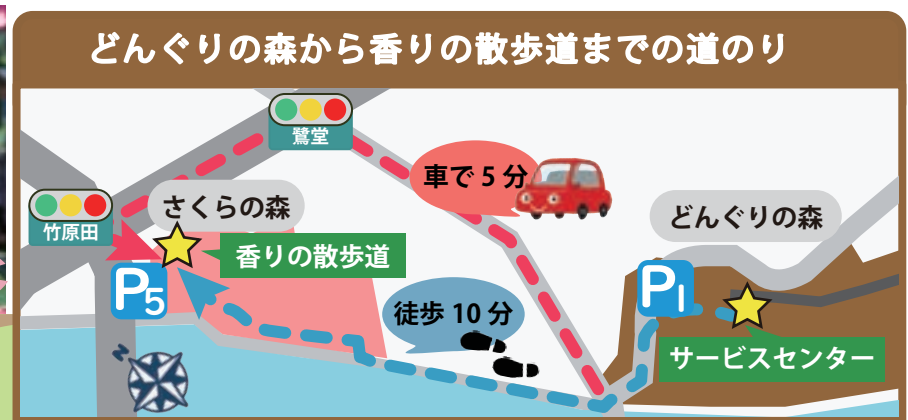 どんぐりの森から香りの散歩道までの道のり
鷺堂
車で5分
竹原田
さくらの森
どんぐりの森
香りの散歩道
P5
P1
徒歩10分
サービスセンター
N